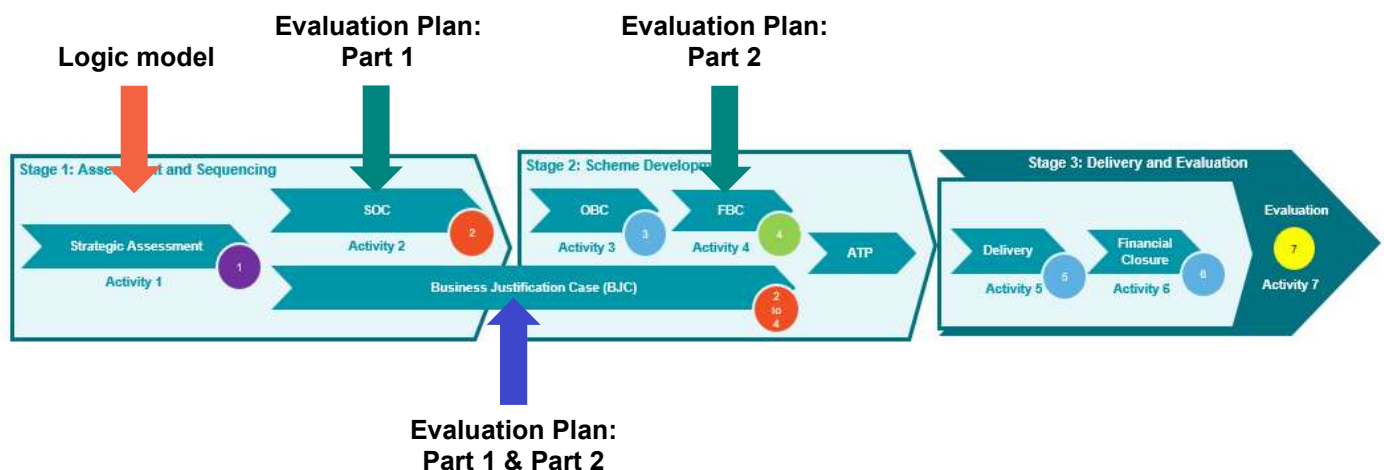 Logic model
Evaluation Plan:
Part 1
Evaluation Plan:
Part 2
Stage 1: Asse nt and Sequencing
Strategic Assessment
1
Activity 1
SOC
2
Activity 2
Business Justification Case (BJC)
2
to
4
Stage 2: Scheme Developm
OBC
3
Activity 3
FBC
4
Activity 4
ATP
Stage 3: Delivery and Evaluation
Delivery
5
Activity 5
Financial
Closure
6
Activity 6
Evaluation
7
Activity 7
Evaluation Plan:
Part 1 & Part 2